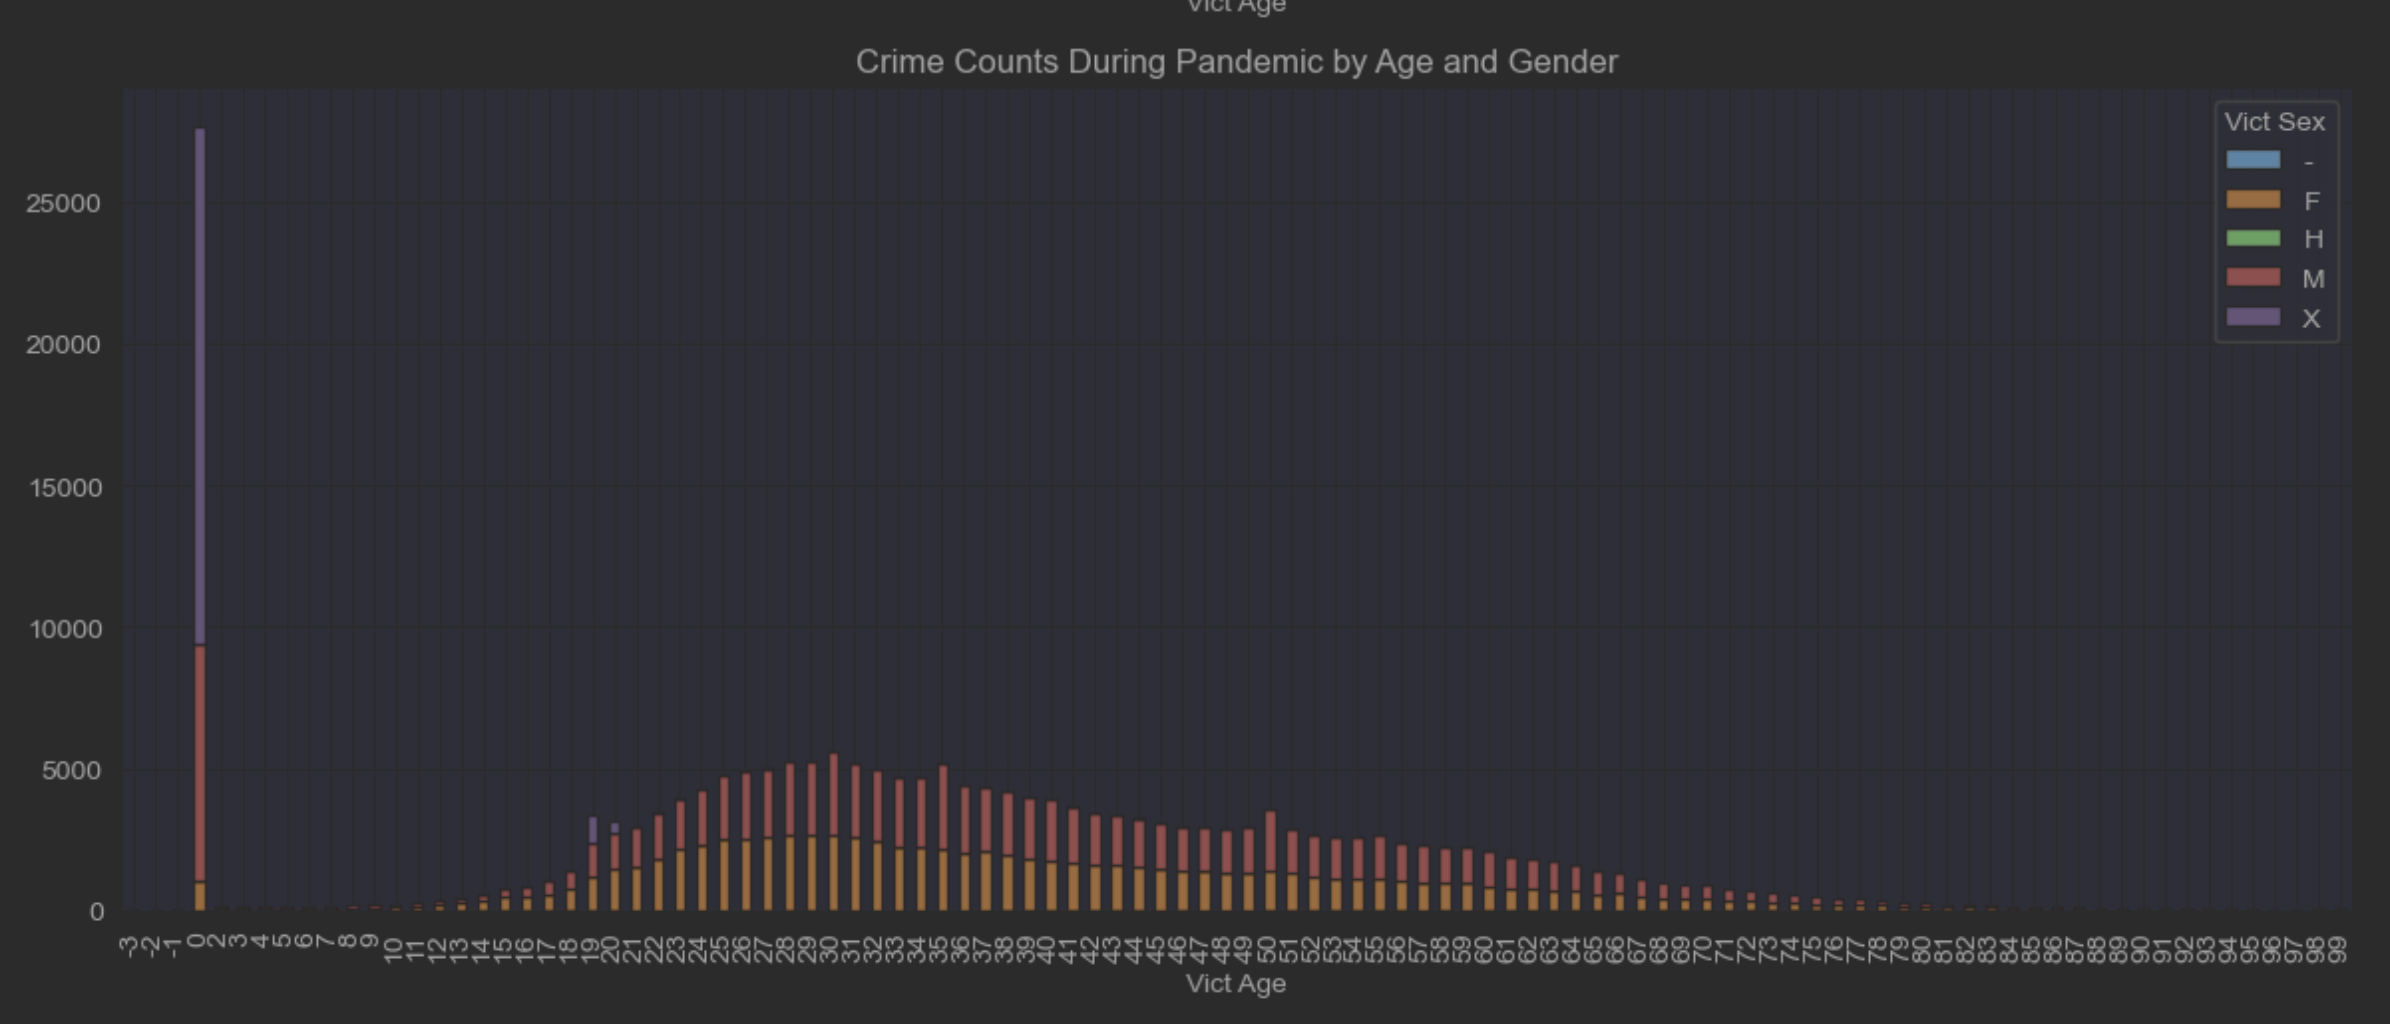 Vict Age
Crime Counts During Pandemic by Age and Gender
Vict Sex
-
F
H
M
X
25000
20000
15000
10000
5000
0
-3 -2 -1 0 2 3 4 5 6 7 8 9 10 11 12 13 14 15 16 17 18 19 20 21 22 23 24 25 26 27 28 29 30 31 32 33 34 35 36 37 38 39 40 41 42 43 44 45 46 47 48 49 50 51 52 53 54 55 56 57 58 59 60 61 62 63 64 65 66 67 68 69 70 71 72 73 74 75 76 77 78 79 80 81 82 83 84 85 86 87 88 89 90 91 92 93 94 95 96 97 98 99
Vict Age